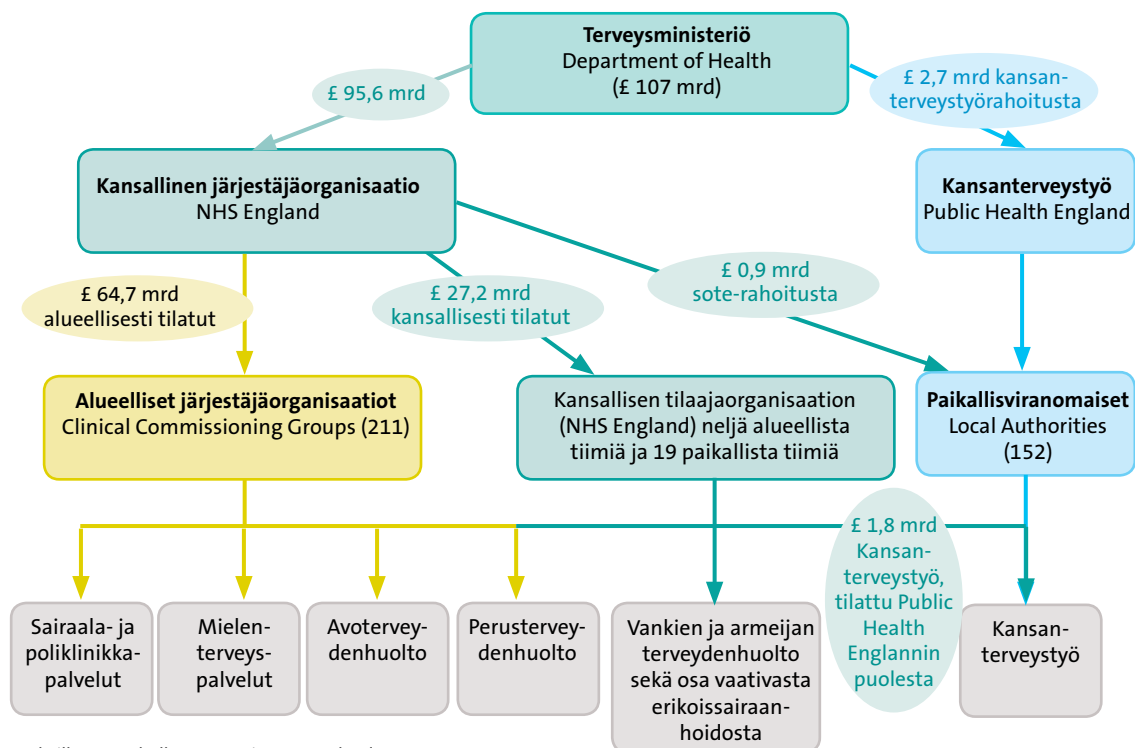 Terveysministeriö
Department of Health
(£ 107 mrd)
£ 95,6 mrd
£ 2,7 mrd kansan-
terveystyörahoitusta
Kansallinen järjestäjäorganisaatio
NHS England
Kansanterveystyö
Public Health England
£ 64,7 mrd
alueellisesti tilatut
£ 27,2 mrd
kansallisesti tilatut
£ 0,9 mrd
sote-rahoitusta
Alueelliset järjestäjäorganisaatiot
Clinical Commissioning Groups (211)
Kansallisen tilaajaorganisaation
(NHS England) neljä alueellista
tiimiä ja 19 paikallista tiimiä
Paikallisviranomaiset
Local Authorities
(152)
£ 1,8 mrd
Kansan-
terveystyö,
tilattu Public
Health
Englannin
puolesta
Sairaala- ja
poliklinikka-
palvelut
Mielen-
terveys-
palvelut
Avotervey-
denhuolto
Perustervey-
denhuolto
Vankien ja armeijan
terveydenhuolto
sekä osa vaativasta
erikoissairaan-
hoidosta
Kansan-
terveystyö